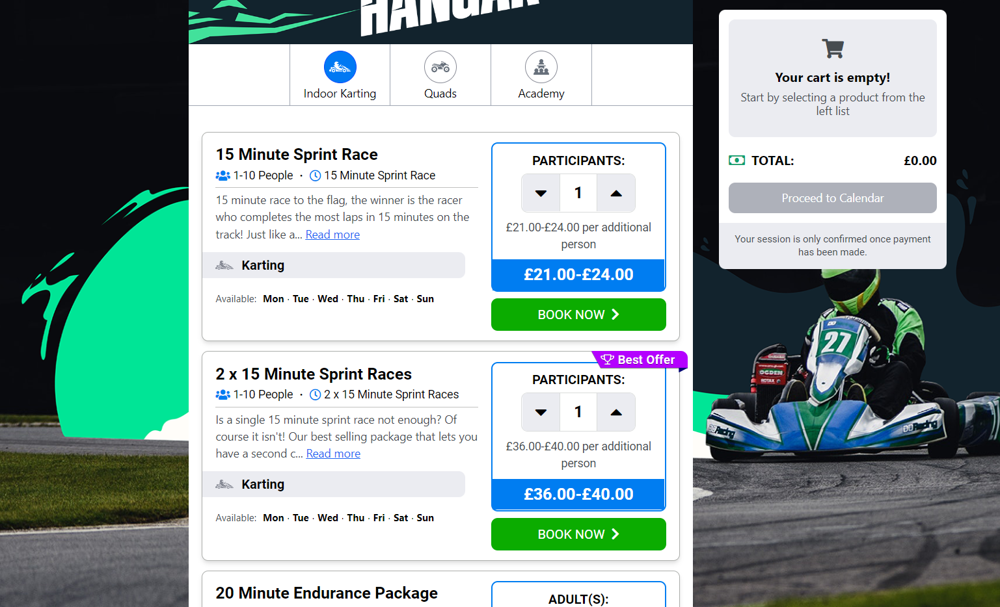 HANGAR
Indoor Karting
Quads
Academy
15 Minute Sprint Race
1-10 People · 15 Minute Sprint Race
15 minute race to the flag, the winner is the racer
who completes the most laps in 15 minutes on the
track! Just like a... Read more
Karting
Available: Mon · Tue · Wed · Thu · Fri · Sat · Sun
PARTICIPANTS:
1
£21.00-£24.00 per additional
person
£21.00-£24.00
BOOK NOW
Best Offer
2 x 15 Minute Sprint Races
1-10 People · 2 x 15 Minute Sprint Races
Is a single 15 minute sprint race not enough? Of
course it isn't! Our best selling package that lets you
have a second c... Read more
Karting
Available: Mon · Tue · Wed · Thu · Fri · Sat · Sun
PARTICIPANTS:
1
£36.00-£40.00 per additional
person
£36.00-£40.00
BOOK NOW
20 Minute Endurance Package
ADULT(S):
Your cart is empty!
Start by selecting a product from the
left list
TOTAL: £0.00
Proceed to Calendar
Your session is only confirmed once payment
has been made.
27
OGDEN
ROTAX
Racing
Racing